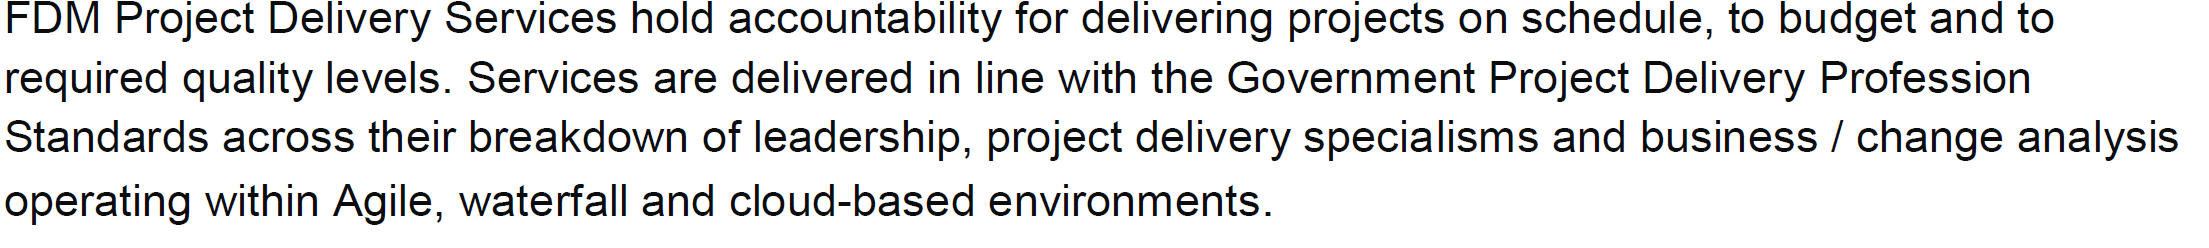 FDM Project Delivery Services hold accountability for delivering projects on schedule, to budget and to
required quality levels. Services are delivered in line with the Government Project Delivery Profession
Standards across their breakdown of leadership, project delivery specialisms and business / change analysis
operating within Agile, waterfall and cloud-based environments.